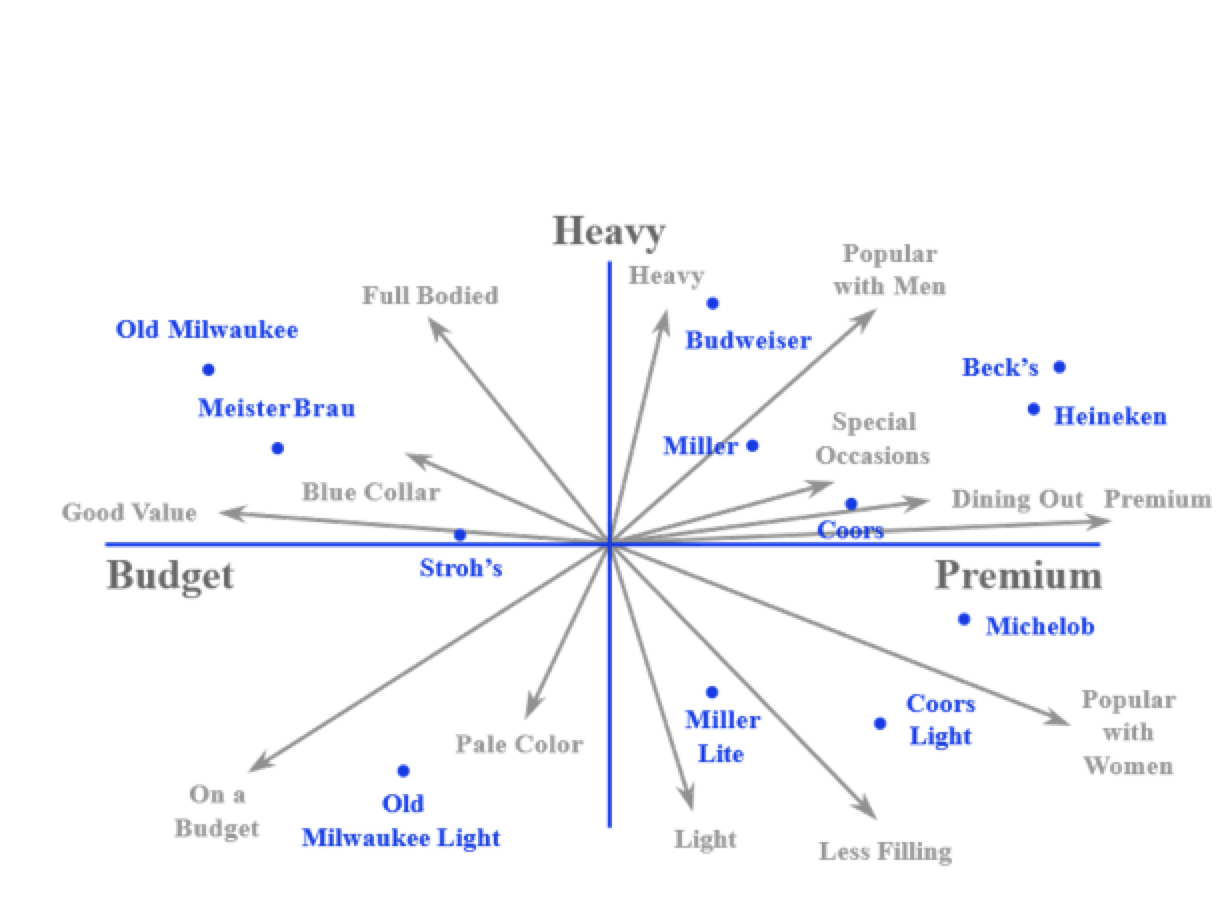 Heavy
Heavy
Popular
with Men
Full Bodied
Old Milwaukee
Budweiser
Beck's
Meister Brau
Heineken
Miller
Special
Occasions
Blue Collar
Good Value
Dining Out
Premium
Coors
Stroh's
Budget
Premium
Michelob
Coors
Light
Popular
with
Women
Miller
Lite
Pale Color
On a
Budget
Old
Milwaukee Light
Light
Less Filling